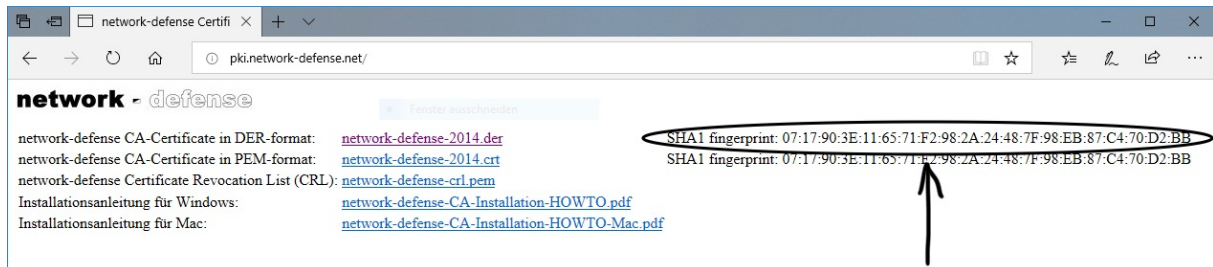 network-defense Certifi
pki.network-defense.net/
network - defense
Fenster ausschneiden
network-defense CA-Certificate in DER-format: network-defense-2014.der SHA1 fingerprint: 07:17:90:3E:11:65:71:F2:98:2A:24:48:7F:98:EB:87:C4:70:D2:BB
network-defense CA-Certificate in PEM-format: network-defense-2014.crt SHA1 fingerprint: 07:17:90:3E:11:65:71:F2:98:2A:24:48:7F:98:EB:87:C4:70:D2:BB
network-defense Certificate Revocation List (CRL): network-defense-crl.pem
Installationsanleitung für Windows: network-defense-CA-Installation-HOWTO.pdf
Installationsanleitung für Mac: network-defense-CA-Installation-HOWTO-Mac.pdf